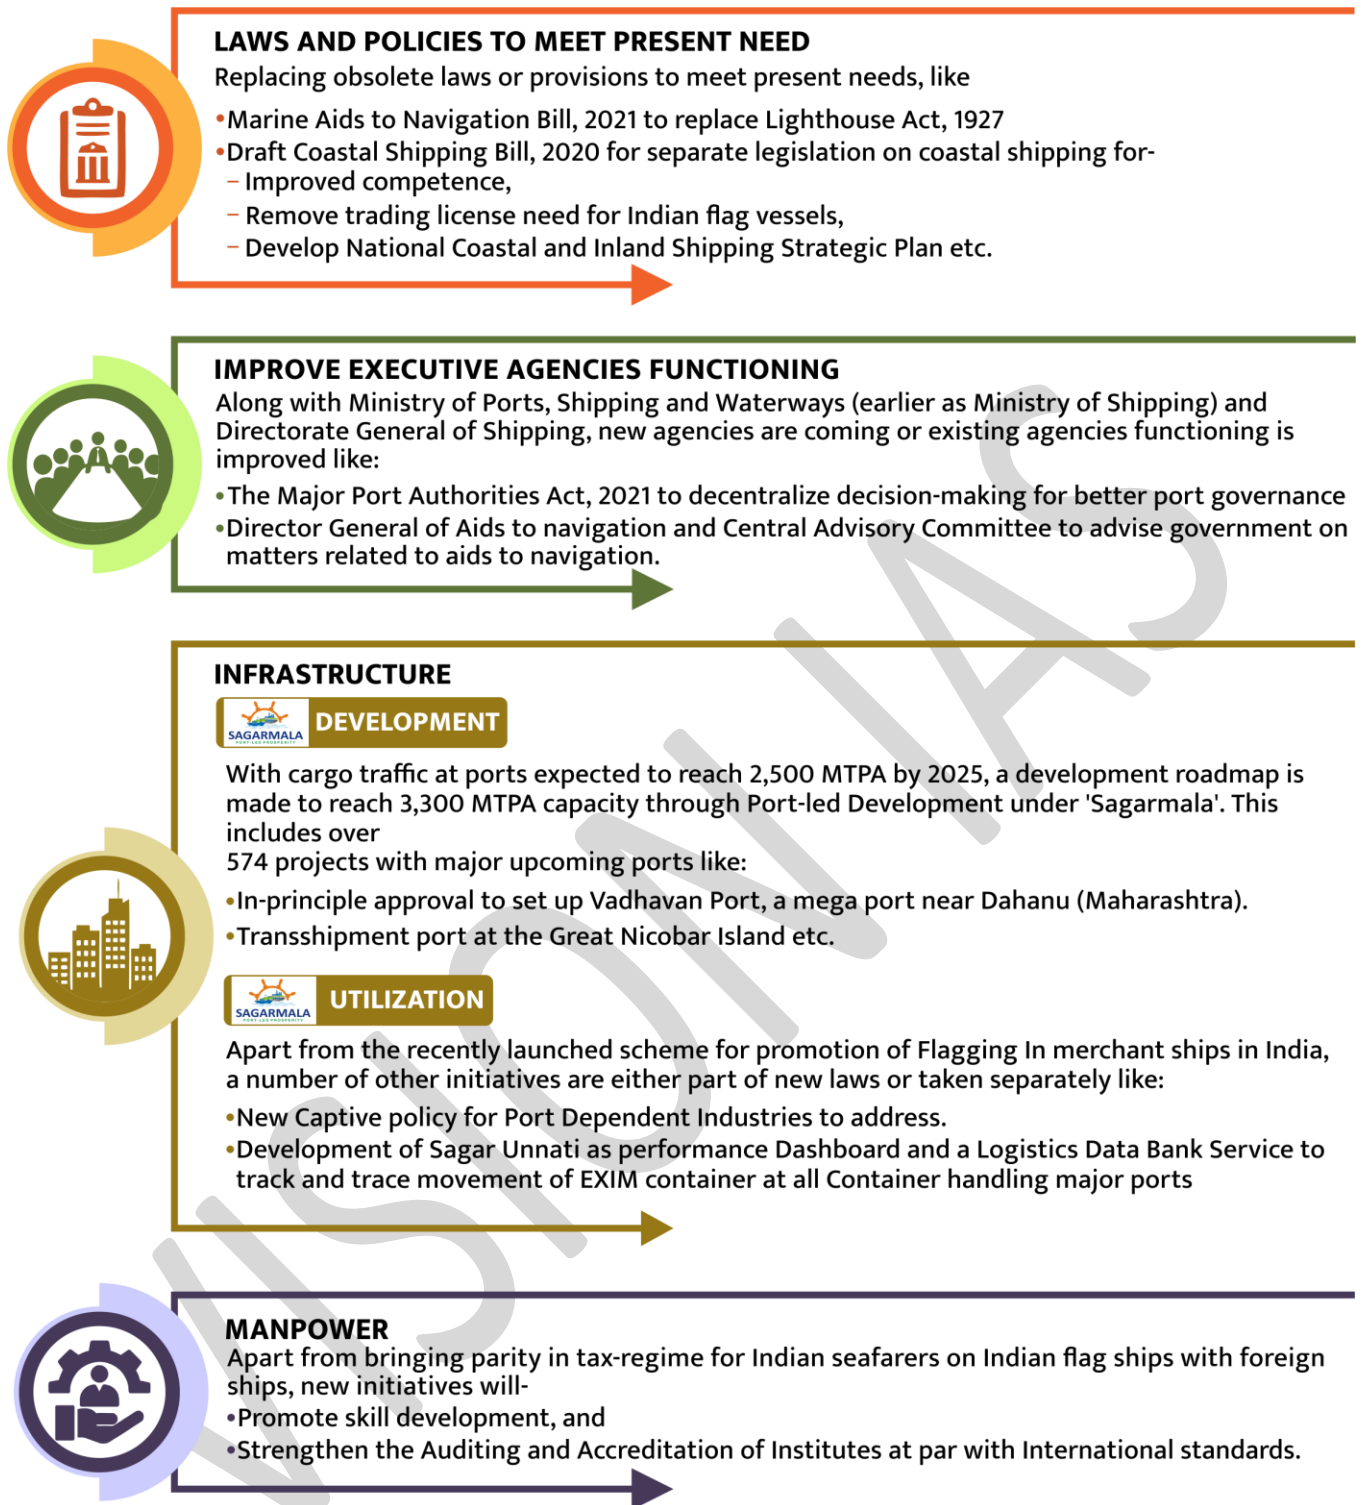 LAWS AND POLICIES TO MEET PRESENT NEED
Replacing obsolete laws or provisions to meet present needs, like
•Marine Aids to Navigation Bill, 2021 to replace Lighthouse Act, 1927
•Draft Coastal Shipping Bill, 2020 for separate legislation on coastal shipping for-
– Improved competence,
– Remove trading license need for Indian flag vessels,
– Develop National Coastal and Inland Shipping Strategic Plan etc.
IMPROVE EXECUTIVE AGENCIES FUNCTIONING
Along with Ministry of Ports, Shipping and Waterways (earlier as Ministry of Shipping) and
Directorate General of Shipping, new agencies are coming or existing agencies functioning is
improved like:
•The Major Port Authorities Act, 2021 to decentralize decision-making for better port governance
•Director General of Aids to navigation and Central Advisory Committee to advise government on
matters related to aids to navigation.
INFRASTRUCTURE
SAGARMALA
PORT-LED PROSPERITY
DEVELOPMENT
With cargo traffic at ports expected to reach 2,500 MTPA by 2025, a development roadmap is
made to reach 3,300 MTPA capacity through Port-led Development under 'Sagarmala'. This
includes over
574 projects with major upcoming ports like:
•In-principle approval to set up Vadhavan Port, a mega port near Dahanu (Maharashtra).
•Transshipment port at the Great Nicobar Island etc.
SAGARMALA
PORT-LED PROSPERITY
UTILIZATION
Apart from the recently launched scheme for promotion of Flagging In merchant ships in India,
a number of other initiatives are either part of new laws or taken separately like:
•New Captive policy for Port Dependent Industries to address.
•Development of Sagar Unnati as performance Dashboard and a Logistics Data Bank Service to
track and trace movement of EXIM container at all Container handling major ports
MANPOWER
Apart from bringing parity in tax-regime for Indian seafarers on Indian flag ships with foreign
ships, new initiatives will-
•Promote skill development, and
•Strengthen the Auditing and Accreditation of Institutes at par with International standards.
VISION IAS